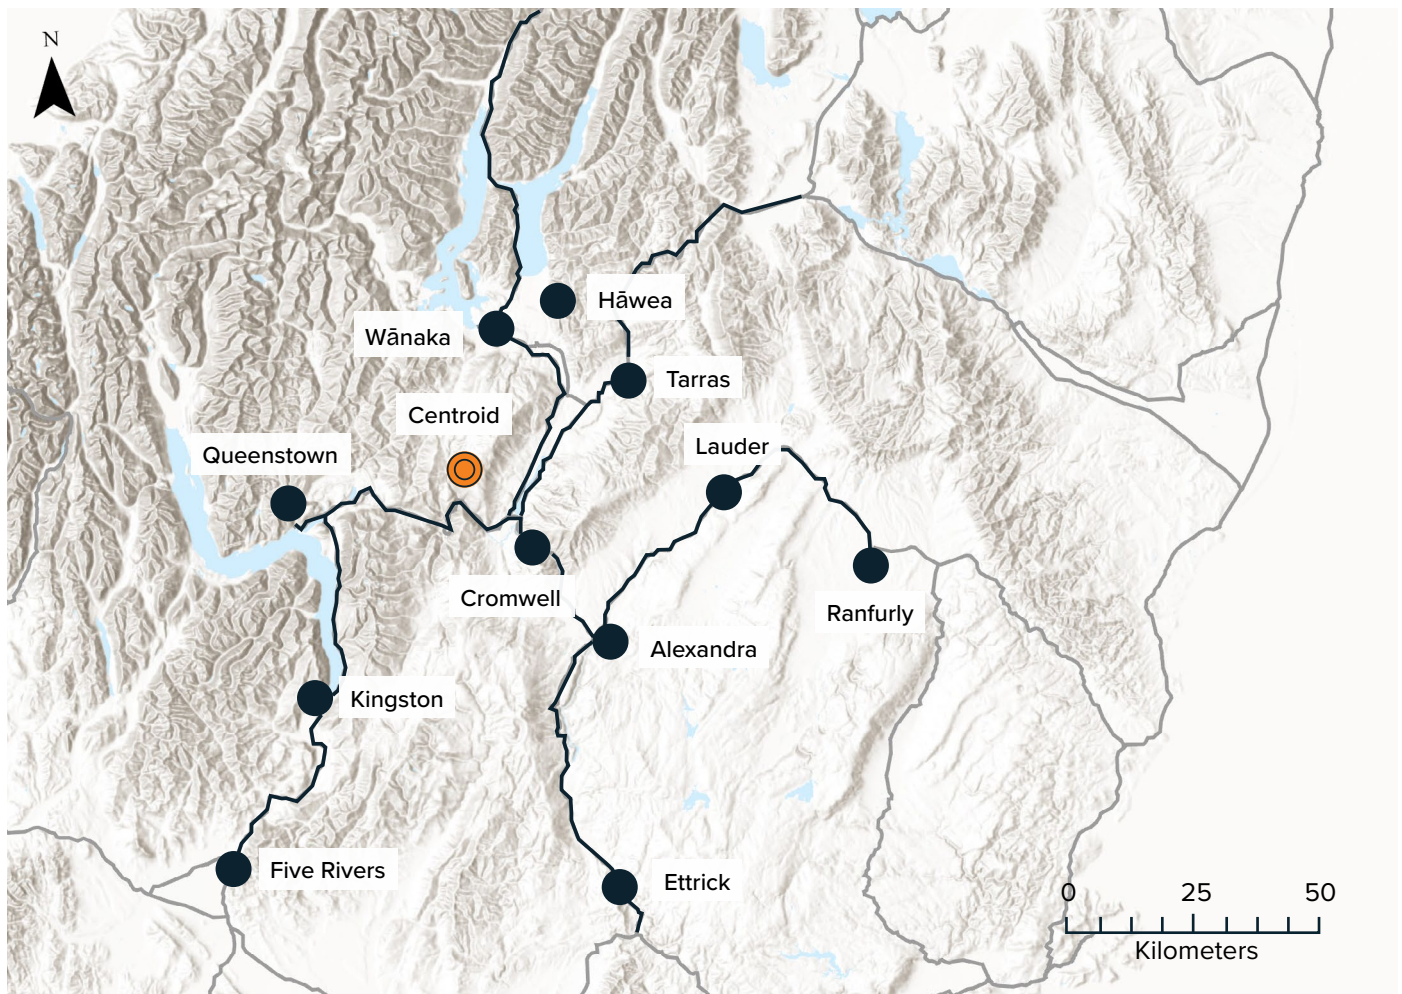 N
Hāwea
Wānaka
Tarras
Centroid
Lauder
Queenstown
Cromwell
Ranfurly
Alexandra
Kingston
Five Rivers
Ettrick
0 25 50
Kilometers